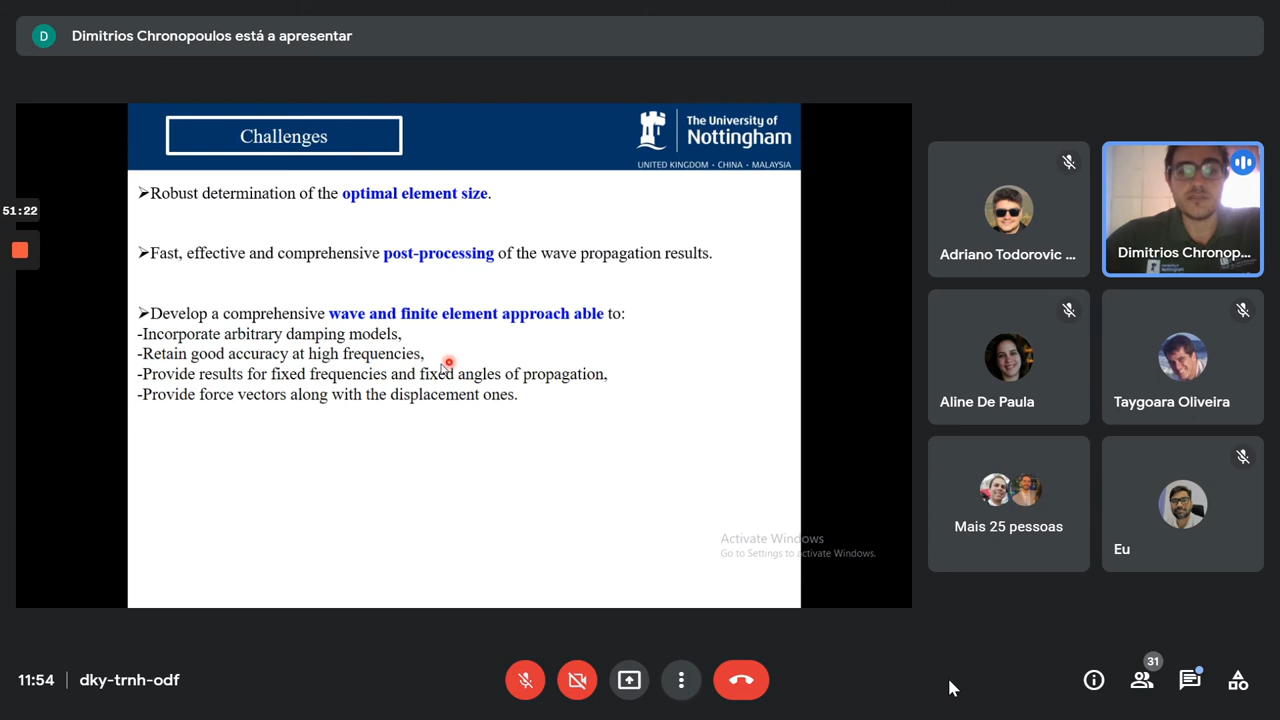 D
Dimitrios Chronopoulos está a apresentar
Challenges
The University of
Nottingham
UNITED KINGDOM · CHINA · MALAYSIA
➢Robust determination of the optimal element size.
➢Fast, effective and comprehensive post-processing of the wave propagation results.
➢Develop a comprehensive wave and finite element approach able to:
-Incorporate arbitrary damping models,
-Retain good accuracy at high frequencies,
-Provide results for fixed frequencies and fixed angles of propagation,
-Provide force vectors along with the displacement ones.
Activate Windows
Go to Settings to Activate Windows.
51:22
Adriano Todorovic ...
Dimitrios Chronop...
Aline De Paula
Taygoara Oliveira
Mais 25 pessoas
Eu
11:54 | dky-trnh-odf
31